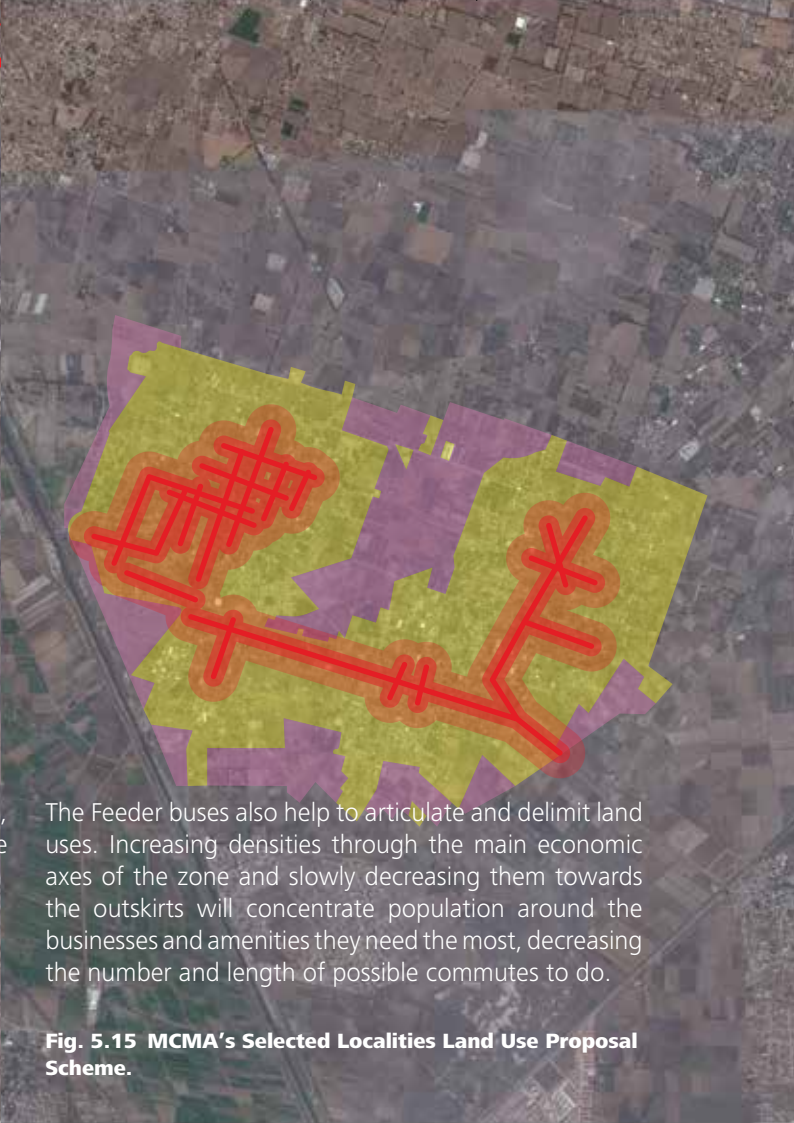 The Feeder buses also help to articulate and delimit land
uses. Increasing densities through the main economic
axes of the zone and slowly decreasing them towards
the outskirts will concentrate population around the
businesses and amenities they need the most, decreasing
the number and length of possible commutes to do.
Fig. 5.15 MCMA's Selected Localities Land Use Proposal
Scheme.